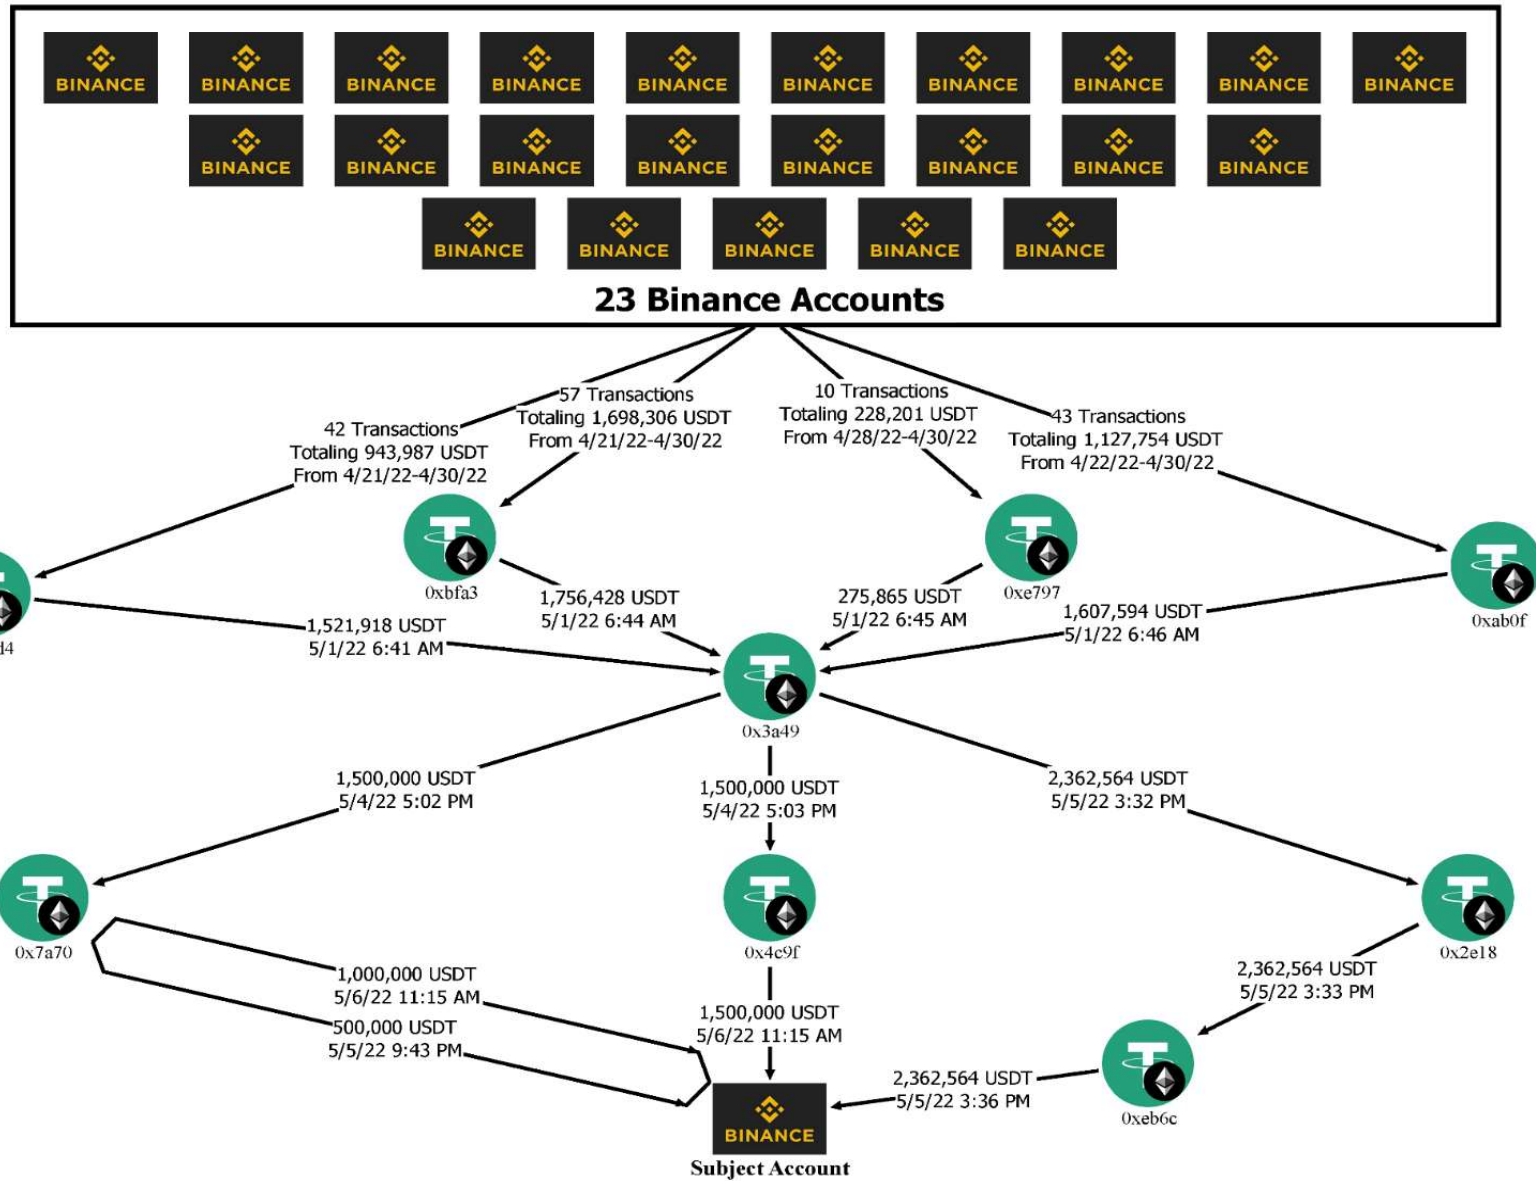 BINANCE BINANCE BINANCE BINANCE BINANCE BINANCE BINANCE BINANCE BINANCE BINANCE
BINANCE BINANCE BINANCE BINANCE BINANCE BINANCE BINANCE BINANCE
BINANCE BINANCE BINANCE BINANCE BINANCE
23 Binance Accounts
42 Transactions
Totaling 943,987 USDT
From 4/21/22-4/30/22
57 Transactions
Totaling 1,698,306 USDT
From 4/21/22-4/30/22
10 Transactions
Totaling 228,201 USDT
From 4/28/22-4/30/22
43 Transactions
Totaling 1,127,754 USDT
From 4/22/22-4/30/22
d4
0xbfa3
0xe797
0xab0f
1,521,918 USDT
5/1/22 6:41 AM
1,756,428 USDT
5/1/22 6:44 AM
275,865 USDT
5/1/22 6:45 AM
1,607,594 USDT
5/1/22 6:46 AM
0x3a49
1,500,000 USDT
5/4/22 5:02 PM
1,500,000 USDT
5/4/22 5:03 PM
2,362,564 USDT
5/5/22 3:32 PM
0x7a70
0x4c9f
0x2e18
1,000,000 USDT
5/6/22 11:15 AM
500,000 USDT
5/5/22 9:43 PM
1,500,000 USDT
5/6/22 11:15 AM
2,362,564 USDT
5/5/22 3:33 PM
0xeb6c
2,362,564 USDT
5/5/22 3:36 PM
BINANCE
Subject Account